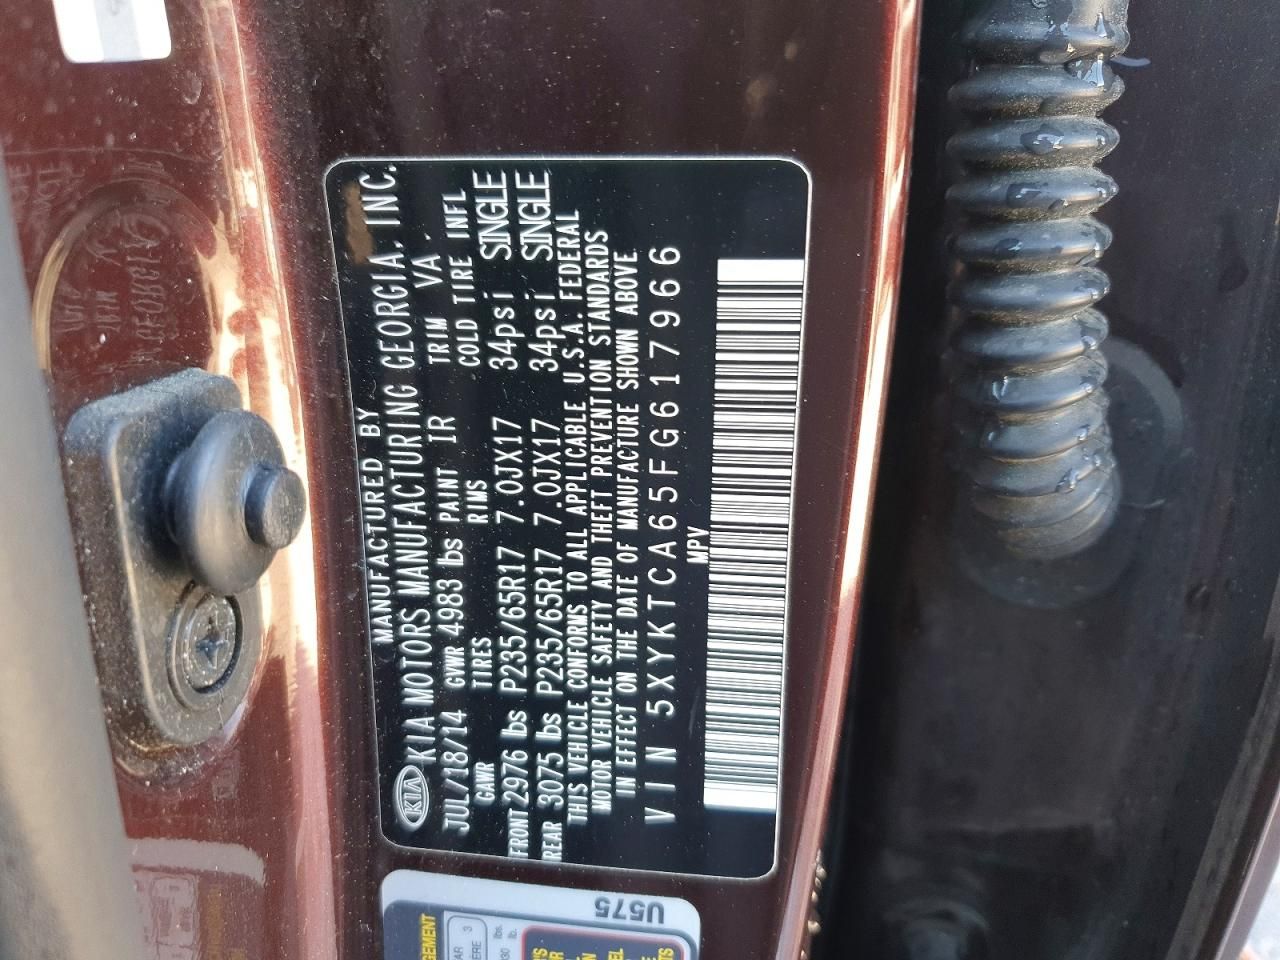 MANUFACTURED BY
KIA KIA MOTORS MANUFACTURING GEORGIA, INC.
JUL/18/14 GVWR 4983 lbs PAINT IR TRIM VA.
GAWR TIRES RIMS COLD TIRE INFL
FRONT 2976 lbs P235/65R17 7.0JX17 34psi SINGLE
REAR 3075 lbs P235/65R17 7.0JX17 34psi SINGLE
THIS VEHICLE CONFORMS TO ALL APPLICABLE U.S.A. FEDERAL
MOTOR VEHICLE SAFETY AND THEFT PREVENTION STANDARDS
IN EFFECT ON THE DATE OF MANUFACTURE SHOWN ABOVE
VIN 5XYKTCA65FG617966
MPV
U575